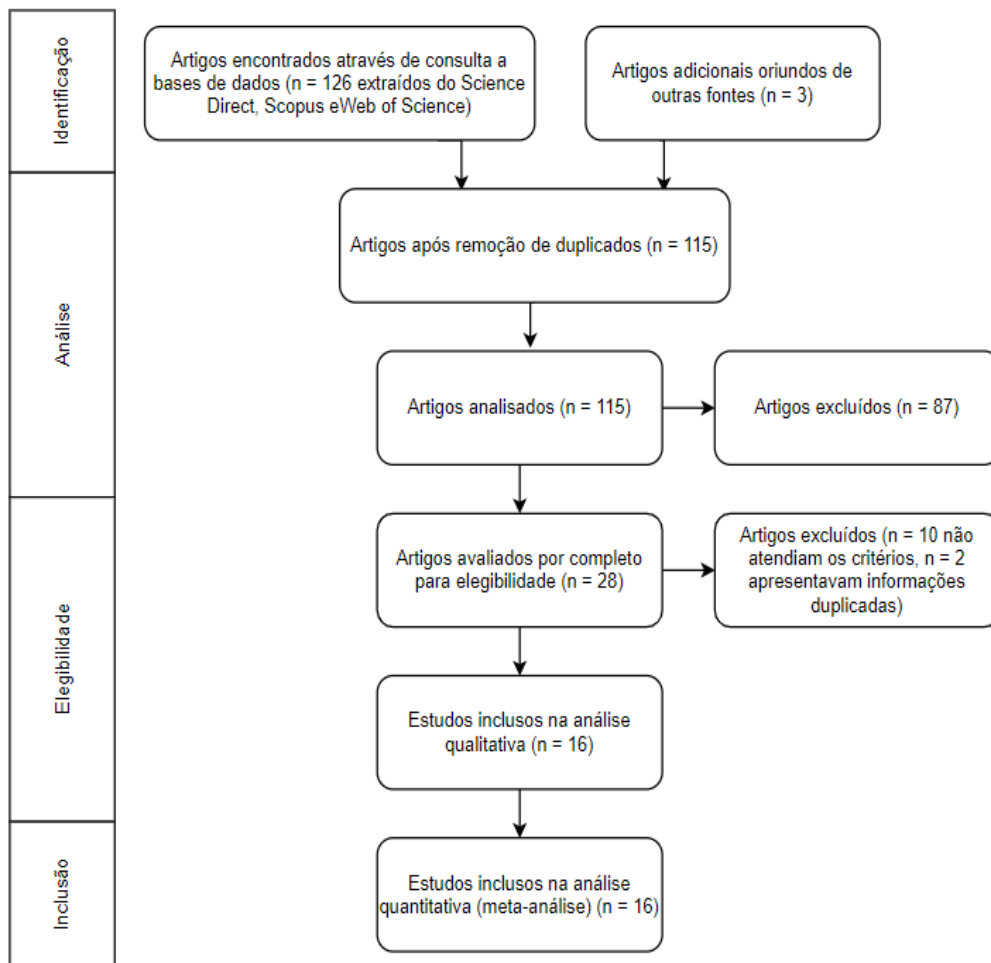 Identificação
Artigos encontrados através de consulta a
bases de dados (n = 126 extraídos do Science
Direct, Scopus eWeb of Science)
Artigos adicionais oriundos de
outras fontes (n = 3)
Análise
Artigos após remoção de duplicados (n = 115)
Artigos analisados (n = 115)
Artigos excluídos (n = 87)
Elegibilidade
Artigos avaliados por completo
para elegibilidade (n = 28)
Artigos excluídos (n = 10 não
atendiam os critérios, n = 2
apresentavam informações
duplicadas)
Estudos inclusos na análise
qualitativa (n = 16)
Inclusão
Estudos inclusos na análise
quantitativa (meta-análise) (n = 16)